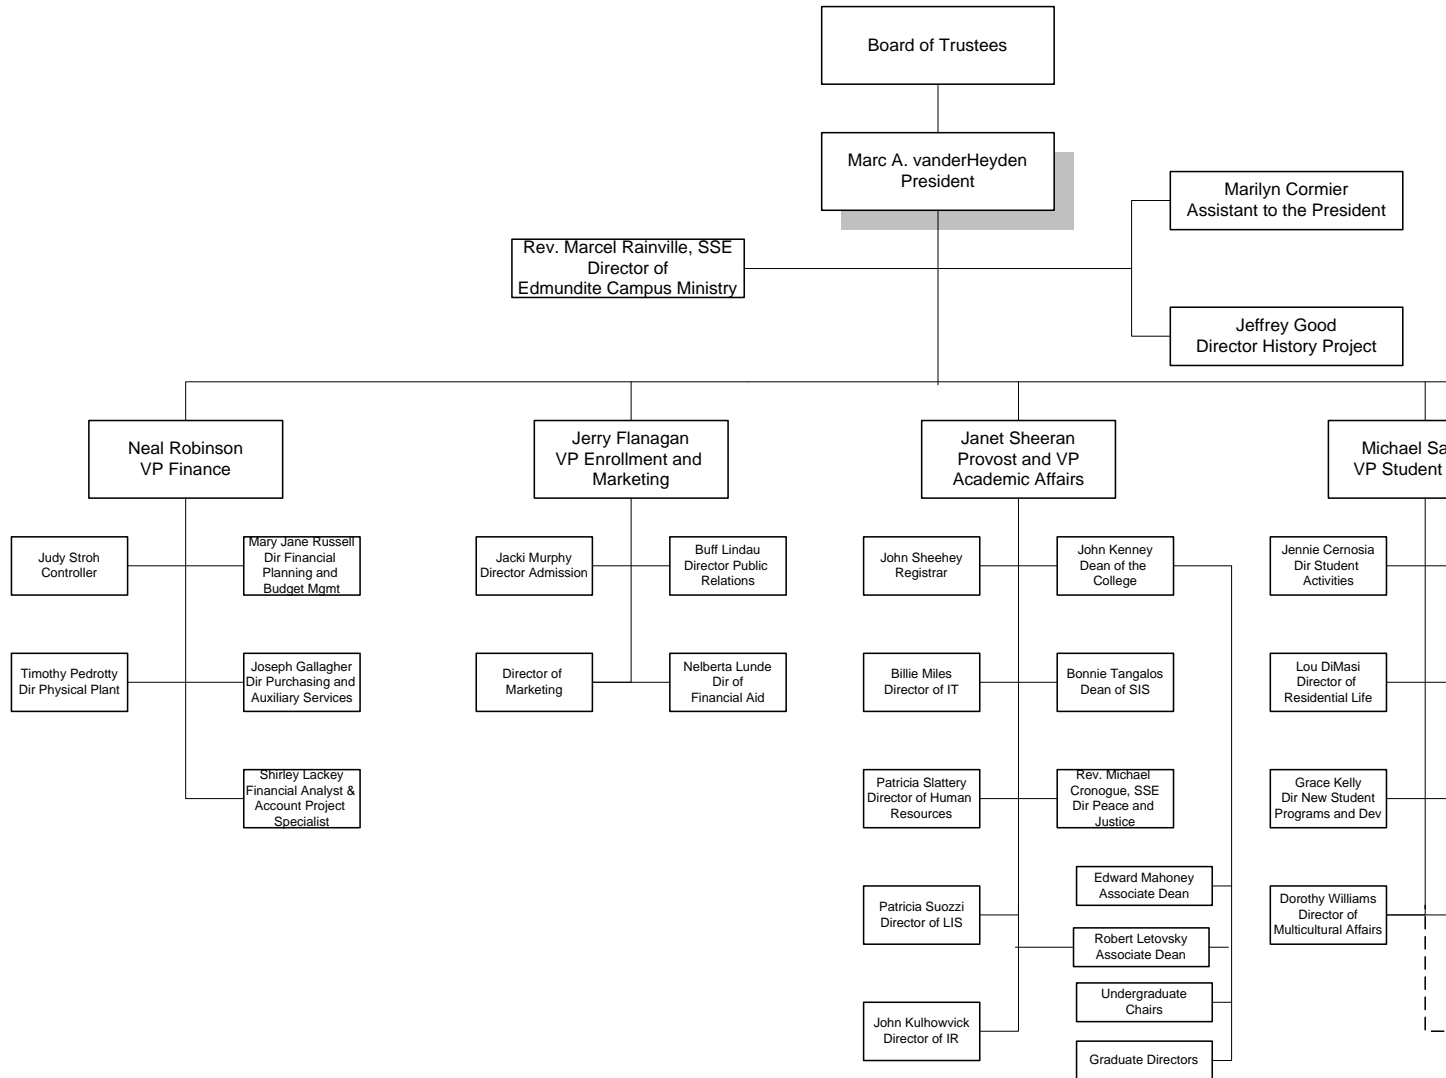 Board of Trustees
Marc A. vanderHeyden
President
Marilyn Cormier
Assistant to the President
Rev. Marcel Rainville, SSE
Director of
Edmundite Campus Ministry
Jeffrey Good
Director History Project
Neal Robinson
VP Finance
Jerry Flanagan
VP Enrollment and
Marketing
Janet Sheeran
Provost and VP
Academic Affairs
Michael Sa
VP Student
Judy Stroh
Controller
Mary Jane Russell
Dir Financial
Planning and
Budget Mgmt
Timothy Pedrotty
Dir Physical Plant
Joseph Gallagher
Dir Purchasing and
Auxiliary Services
Shirley Lackey
Financial Analyst &
Account Project
Specialist
Jacki Murphy
Director Admission
Buff Lindau
Director Public
Relations
Director of
Marketing
Nelberta Lunde
Dir of
Financial Aid
John Sheehey
Registrar
John Kenney
Dean of the
College
Billie Miles
Director of IT
Bonnie Tangalos
Dean of SIS
Patricia Slattery
Director of Human
Resources
Rev. Michael
Cronogue, SSE
Dir Peace and
Justice
Patricia Suozzi
Director of LIS
Edward Mahoney
Associate Dean
Robert Letovsky
Associate Dean
Undergraduate
Chairs
John Kulhowvick
Director of IR
Graduate Directors
Jennie Cernosia
Dir Student
Activities
Lou DiMasi
Director of
Residential Life
Grace Kelly
Dir New Student
Programs and Dev
Dorothy Williams
Director of
Multicultural Affairs